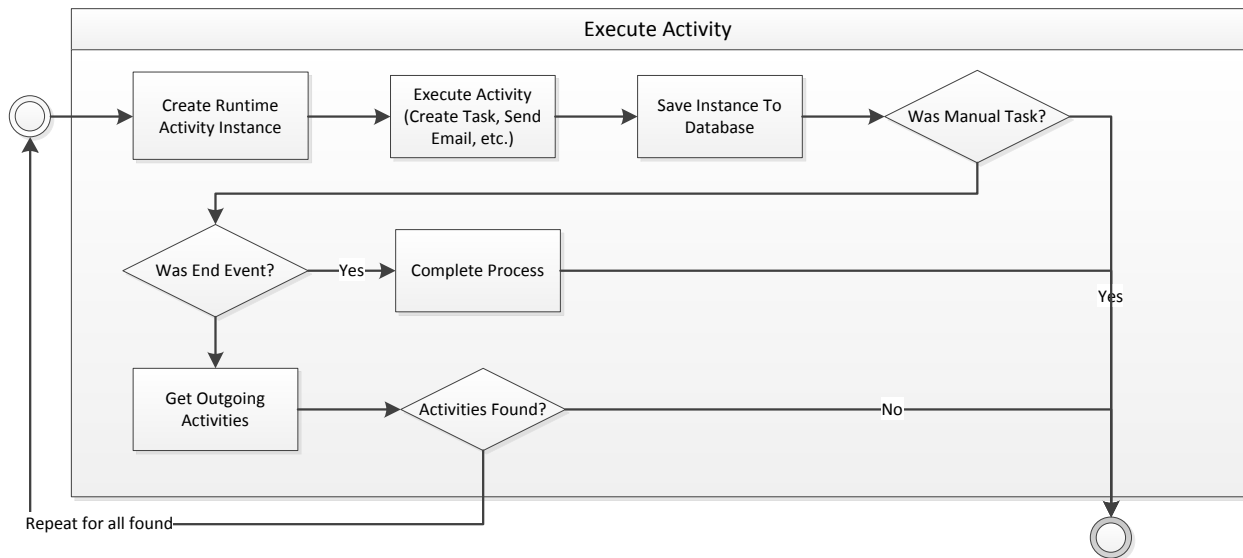 Execute Activity
Create Runtime
Activity Instance
Execute Activity
(Create Task, Send
Email, etc.)
Save Instance To
Database
Was Manual Task?
Was End Event?
Yes
Complete Process
Yes
Get Outgoing
Activities
Activities Found?
No
Repeat for all found